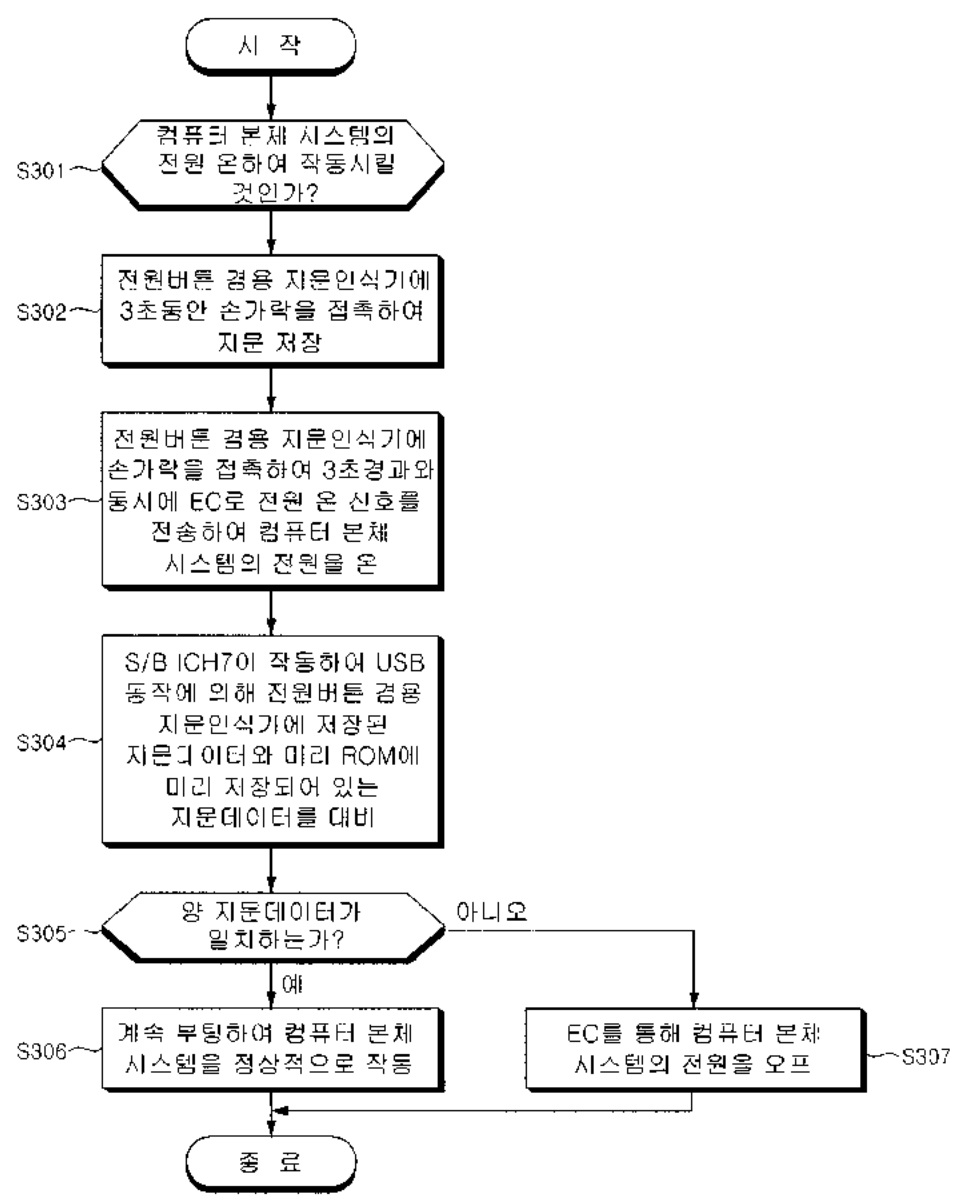 시 작
컴퓨터 본체 시스템의
S301
전원 온하여 작동시킬
것인가?
전원버튼 겸용 지문인식기에
S302
3초동안 손가락을 접촉하여
지문 저장
전원버튼 겸용 지문인식기에
손가락을 접촉하여 3초경과와
S303
동시에 EC로 전원 온 신호를
전송하여 컴퓨터 본체
시스템의 전원을 온
S/B ICH7이 작동하여 USB
동작에 의해 전원버튼 겸용
지문인식기에 저장된
S304
지문데이터와 미리 ROM에
미리 저장되어 있는
지문데이터를 대비
양 지문데이터가
아니오
S305
일치하는가?
예
계속 부팅하여 컴퓨터 본체
S306
시스템을 정상적으로 작동
EC를 통해 컴퓨터 본체
시스템의 전원을 오프
S307
종 료